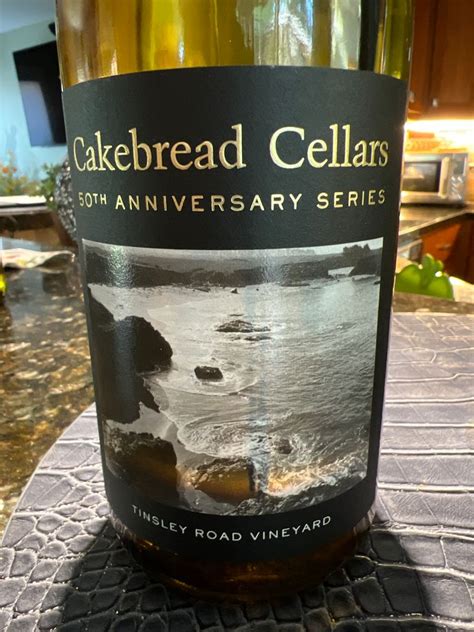 Cakebread Cellars
50TH ANNIVERSARY SERIES
TINSLEY ROAD VINEYARD